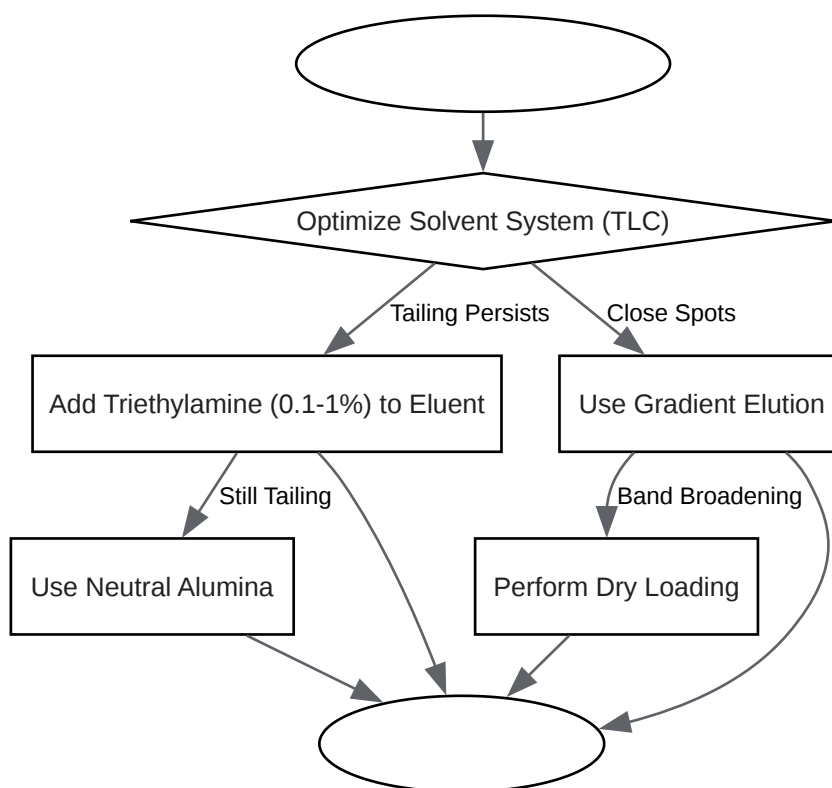 Optimize Solvent System (TLC)
Tailing Persists
Close Spots
Add Triethylamine (0.1-1%) to Eluent
Use Gradient Elution
Still Tailing
Band Broadening
Use Neutral Alumina
Perform Dry Loading